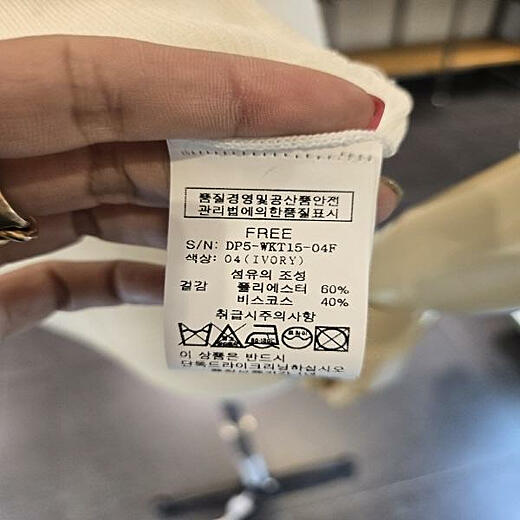 품질경영및공산품안전
관리법에의한품질표시
FREE
S/N: DP5-WKT15-04F
색상: 04(IVORY)
섬유의 조성
겉감 폴리에스터 60%
비스코스 40%
취급시주의사항
이 상품은 반드시
단독드라이크리닝하십시오